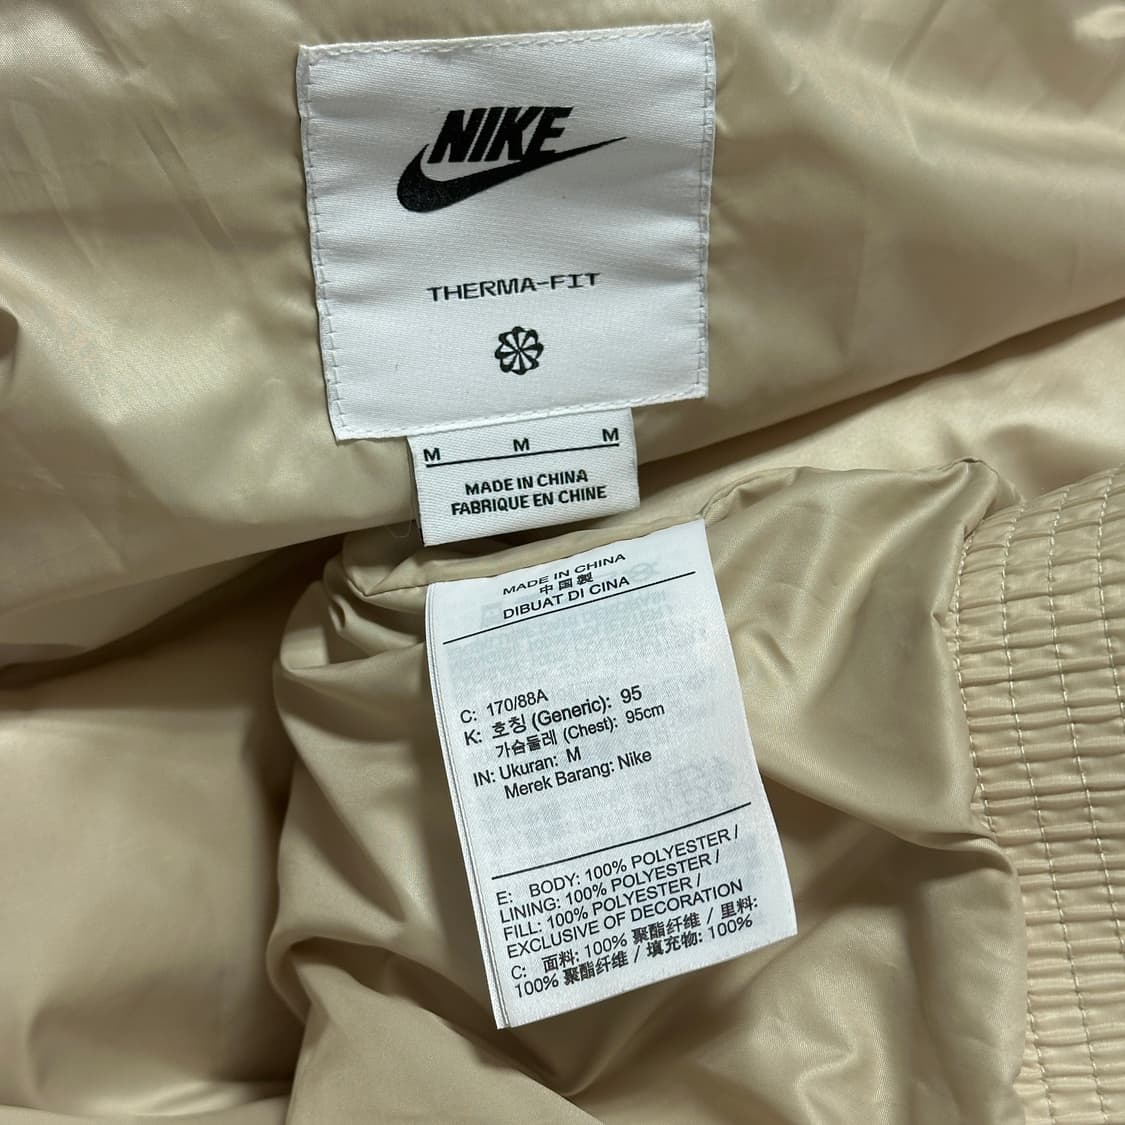 NIKE
THERMA-FIT
M M M
MADE IN CHINA
FABRIQUE EN CHINE
MADE IN CHINA
中国製
DIBUAT DI CINA
C: 170/88A
K: 호칭 (Generic): 95
가슴둘레 (Chest): 95cm
IN: Ukuran: M
Merek Barang: Nike
E: BODY: 100% POLYESTER /
LINING: 100% POLYESTER /
FILL: 100% POLYESTER /
EXCLUSIVE OF DECORATION
C: 面料: 100% 聚酯纤维 / 里料:
100% 聚酯纤维 / 填充物: 100%